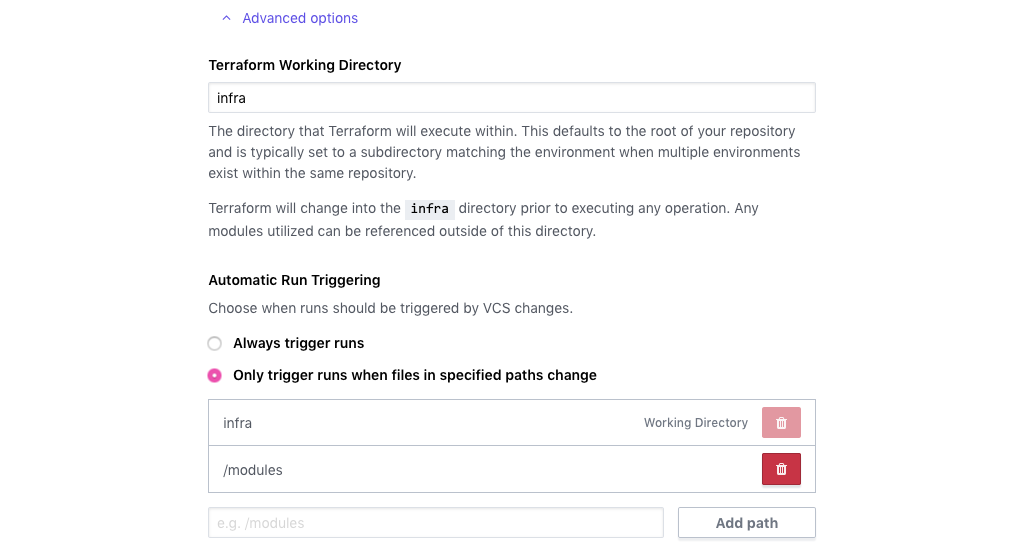 Advanced options
Terraform Working Directory
infra
The directory that Terraform will execute within. This defaults to the root of your repository
and is typically set to a subdirectory matching the environment when multiple environments
exist within the same repository.
Terraform will change into the infra directory prior to executing any operation. Any
modules utilized can be referenced outside of this directory.
Automatic Run Triggering
Choose when runs should be triggered by VCS changes.
Always trigger runs
Only trigger runs when files in specified paths change
infra Working Directory
/modules
e.g. /modules Add path